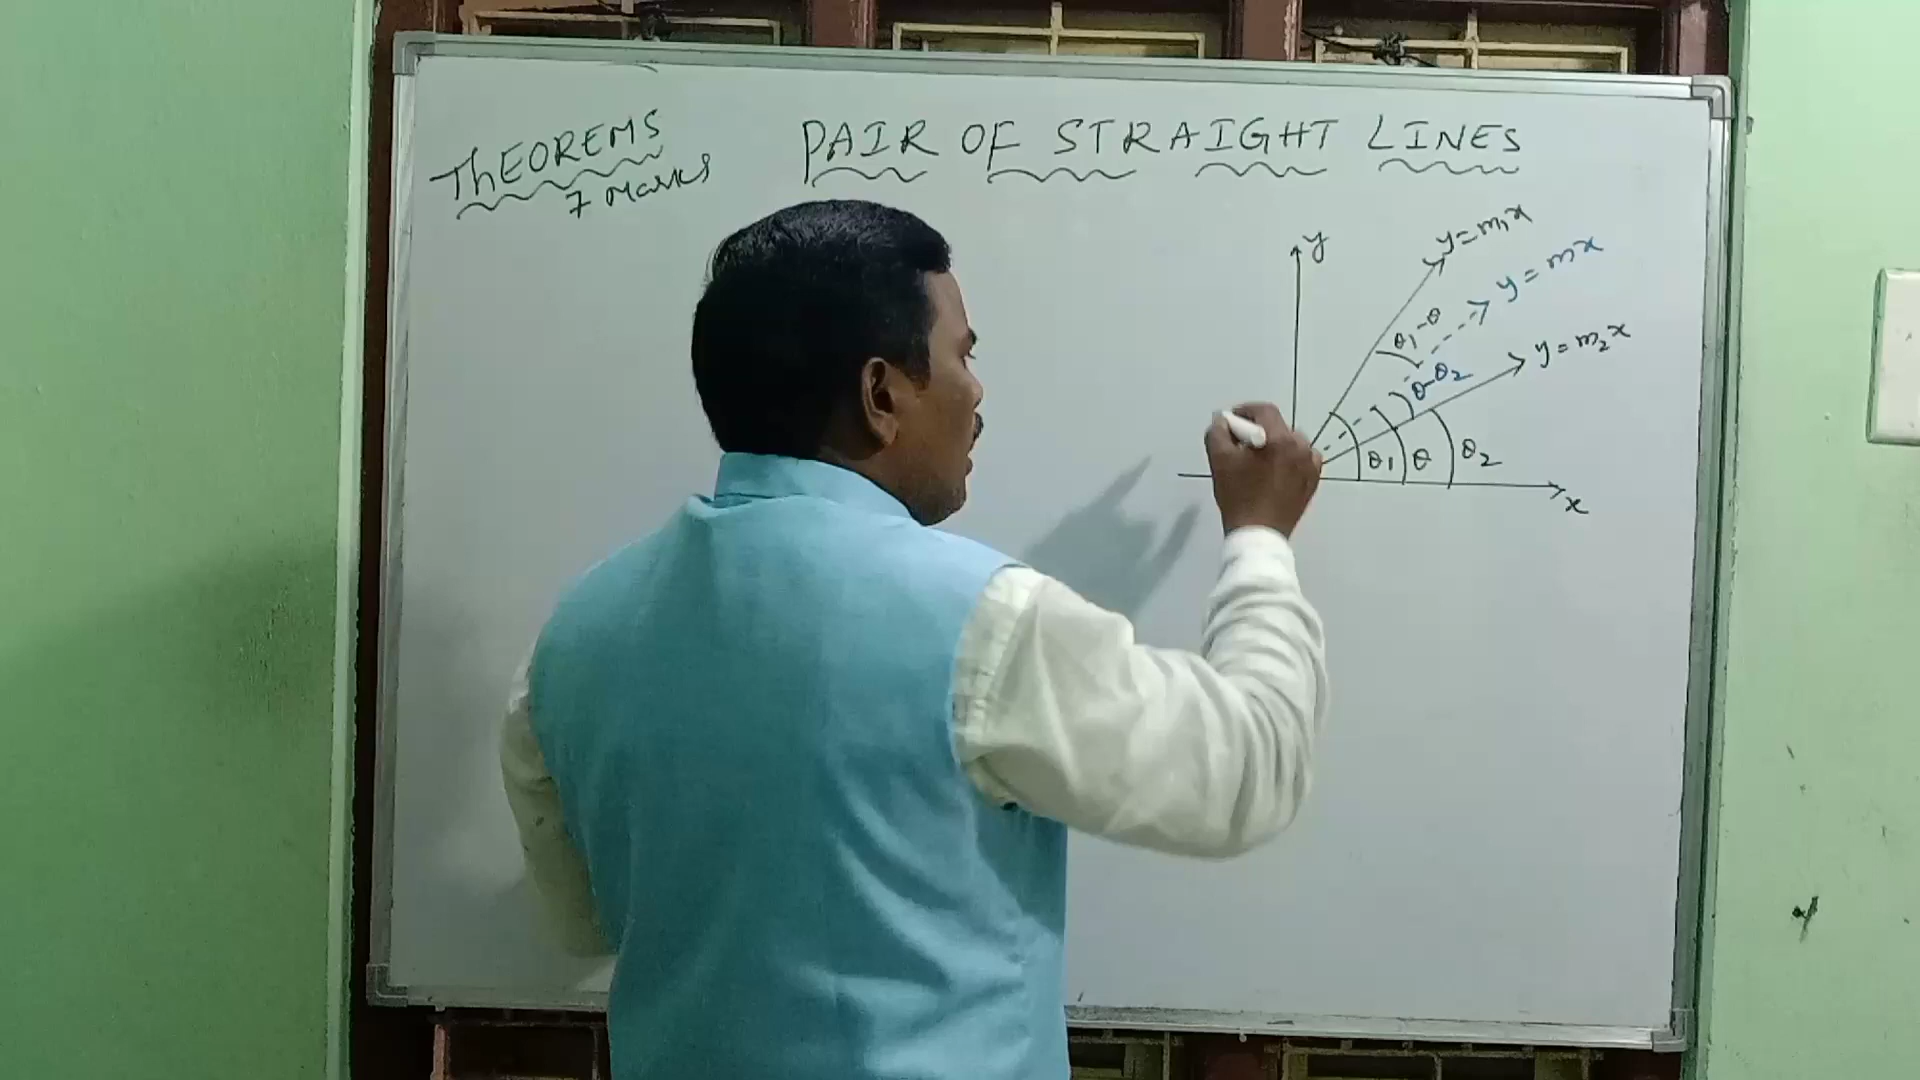 THEOREMS
7 Marks
PAIR OF STRAIGHT LINES
y
y=m₁x
y=mx
y=m₂x
θ₁-θ
θ-θ₂
θ₁ θ θ₂
x